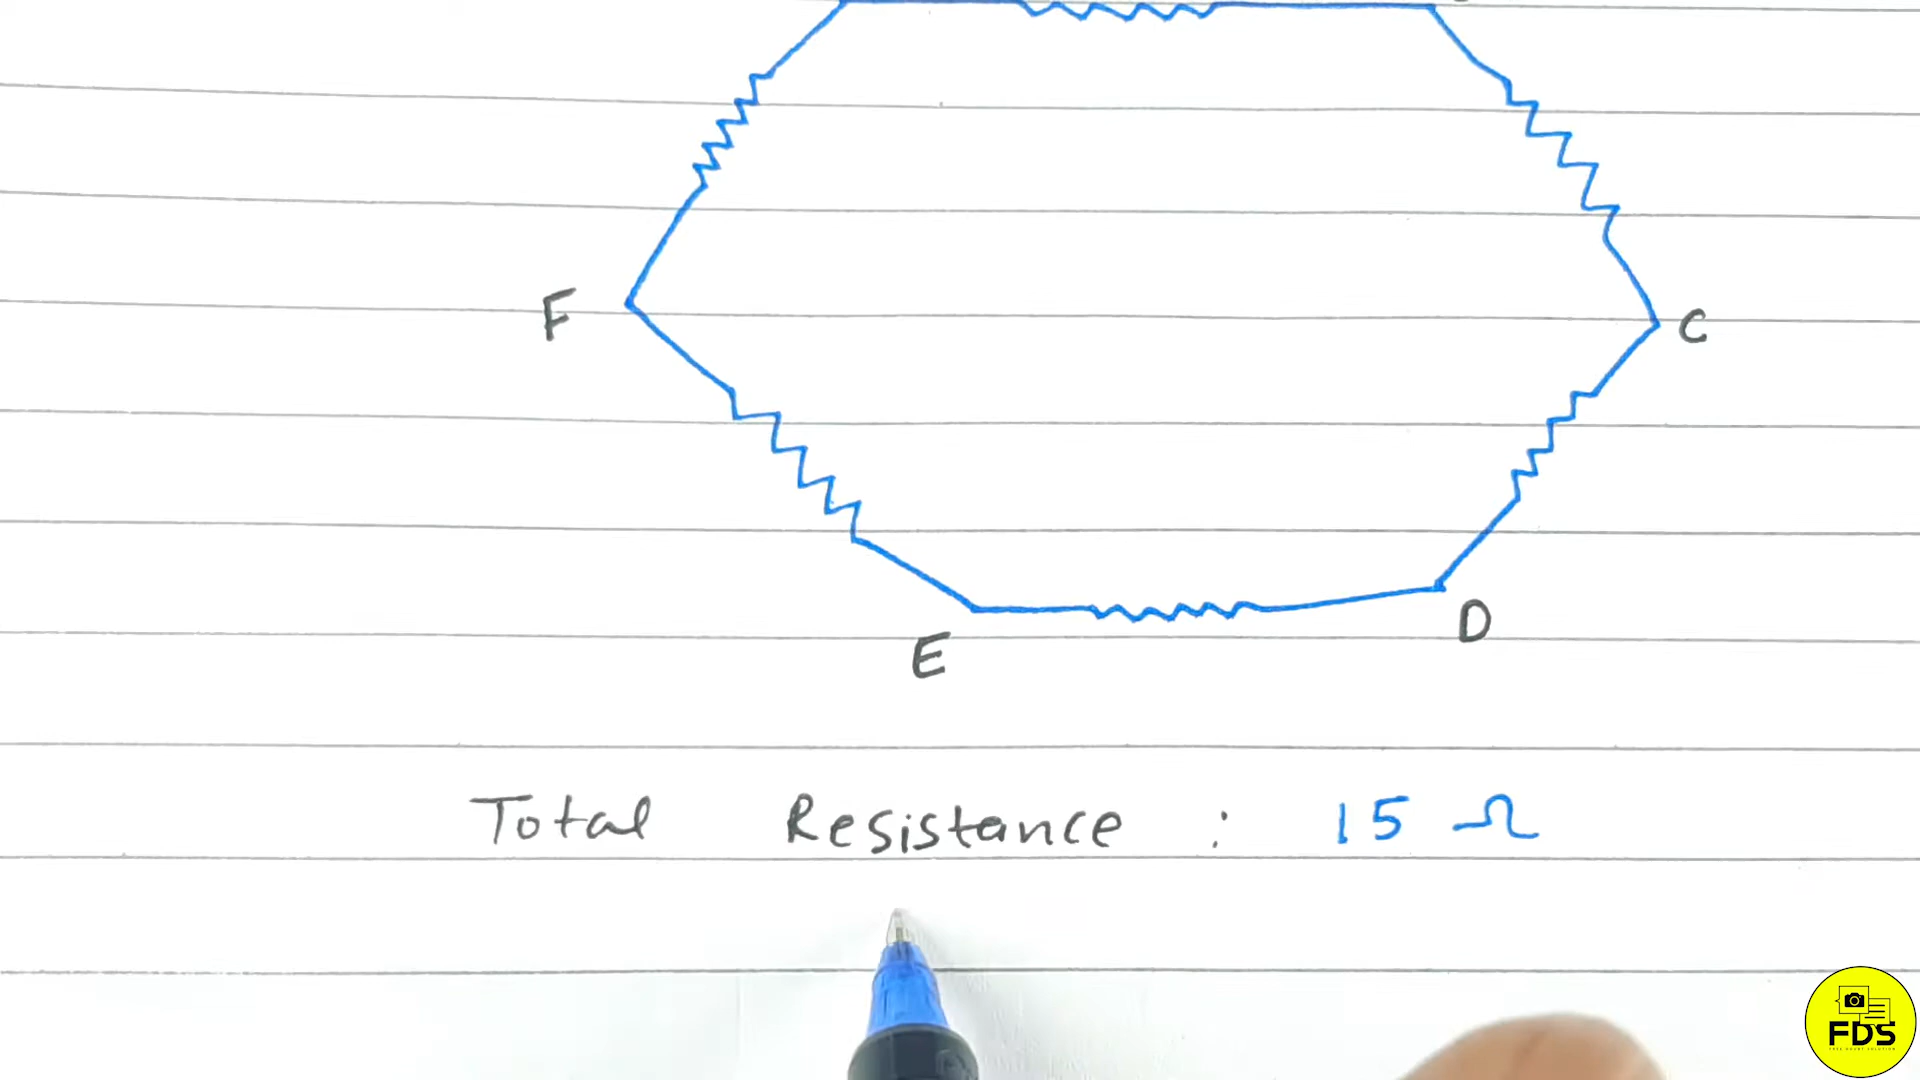 F
C
D
E
Total Resistance : 15 Ω
FDS